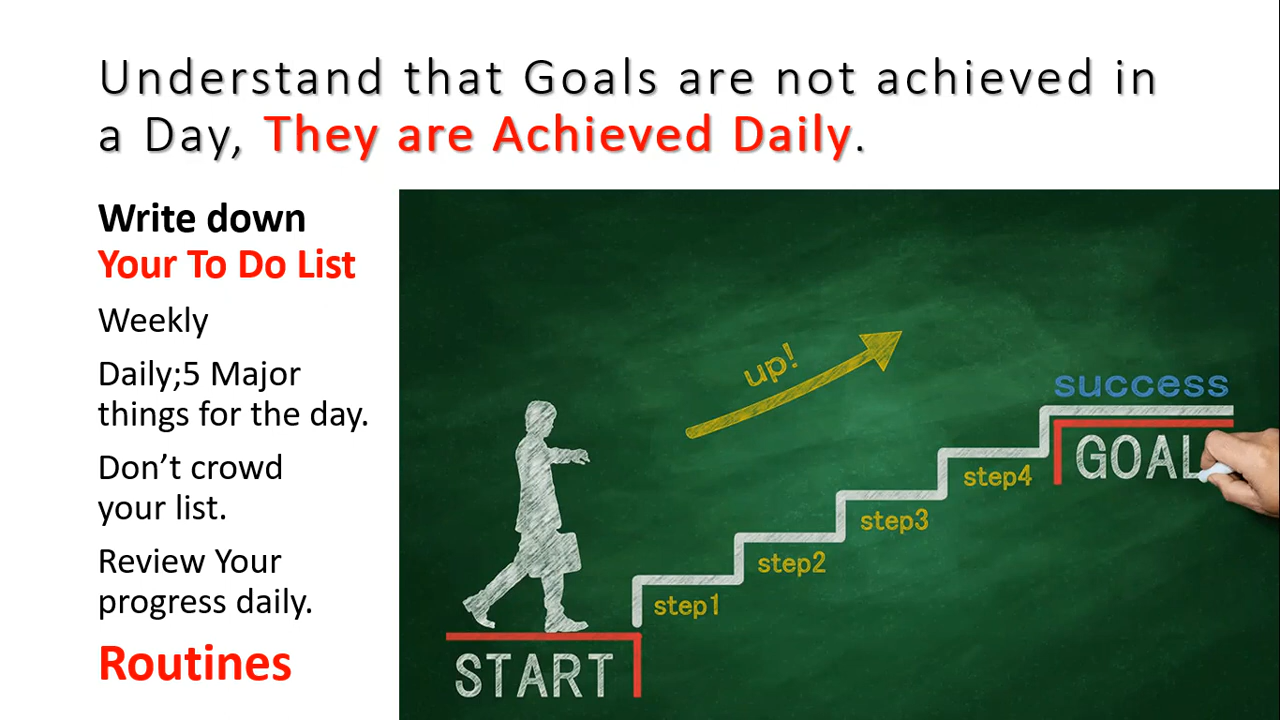 Understand that Goals are not achieved in
a Day, They are Achieved Daily.
Write down
Your To Do List
Weekly
Daily;5 Major
things for the day.
Don’t crowd
your list.
Review Your
progress daily.
Routines
up!
success
GOAL
step4
step3
step2
step1
START